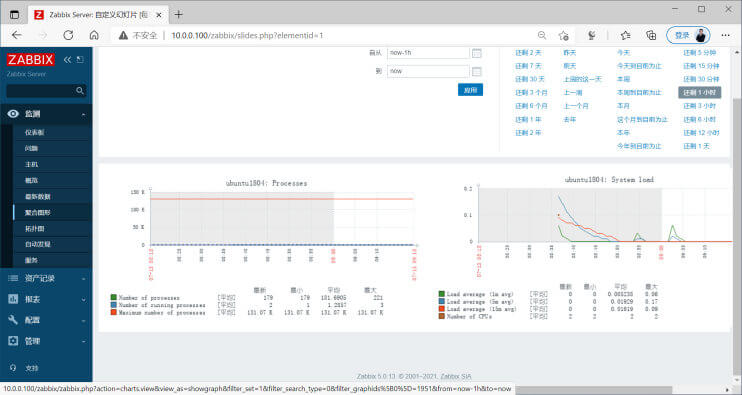 Zabbix Server: 自定义幻灯片 [每
不安全
10.0.0.100/zabbix/slides.php?elementid=1
登录
ZABBIX
Zabbix Server
监测
仪表板
问题
主机
概览
最新数据
聚合图形
拓扑图
自动发现
服务
资产记录
报表
配置
管理
支持
自从 now-1h
到 now
应用
还剩 2 天 昨天 今天 还剩 5 分钟
还剩 7 天 前天 今天到目前为止 还剩 15 分钟
还剩 30 天 上周的这一天 本周 还剩 30 分钟
还剩 3 个月 上一周 本周到目前为止 还剩 1 小时
还剩 6 个月 上一个月 本月 还剩 3 小时
还剩 1 年 去年 这个月到目前为止 还剩 6 小时
还剩 2 年 本年 还剩 12 小时
今年到目前为止 还剩 1 天
ubuntu1804: Processes
150 K
100 K
50 K
0
最新 最小 平均 最大
Number of processes [平均] 179 179 181.6905 221
Number of running processes [平均] 2 1 1.2857 3
Maximum number of processes [平均] 131.07 K 131.07 K 131.07 K 131.07 K
ubuntu1804: System load
0.2
0.1
0
最新 最小 平均 最大
Load average (1m avg) [平均] 0 0 0.005238 0.06
Load average (5m avg) [平均] 0 0 0.01929 0.17
Load average (15m avg) [平均] 0 0 0.01619 0.09
Number of CPUs [平均] 2 2 2 2
Zabbix 5.0.13. © 2001–2021, Zabbix SIA
10.0.0.100/zabbix/zabbix.php?action=charts.view&view_as=showgraph&filter_set=1&filter_search_type=0&filter_graphids%5B0%5D=1951&from=now-1h&to=now